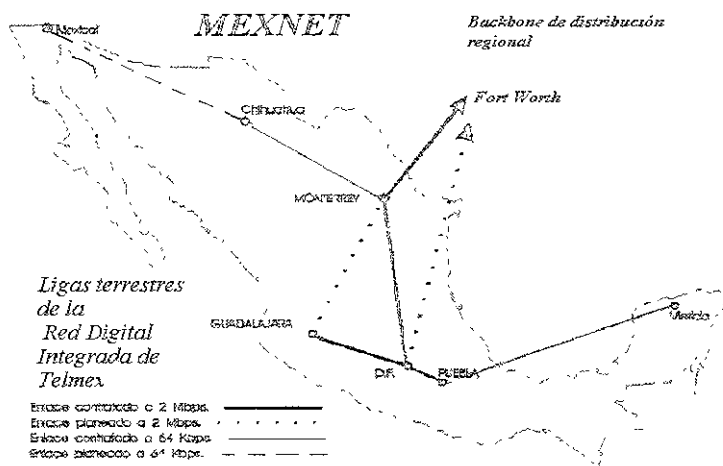 MEXNET
Backbone de distribución
regional
Mexicali
Fort Worth
Chihuahua
MONTERREY
Ligas terrestres
de la
Red Digital
Integrada de
Telmex
GUADALAJARA
D.F.
PUEBLA
Mérida
Enlace contratado a 2 Mbps.
Enlace planeado a 2 Mbps.
Enlace contratado a 64 Kbps.
Enlace planeado a 64 Kbps.